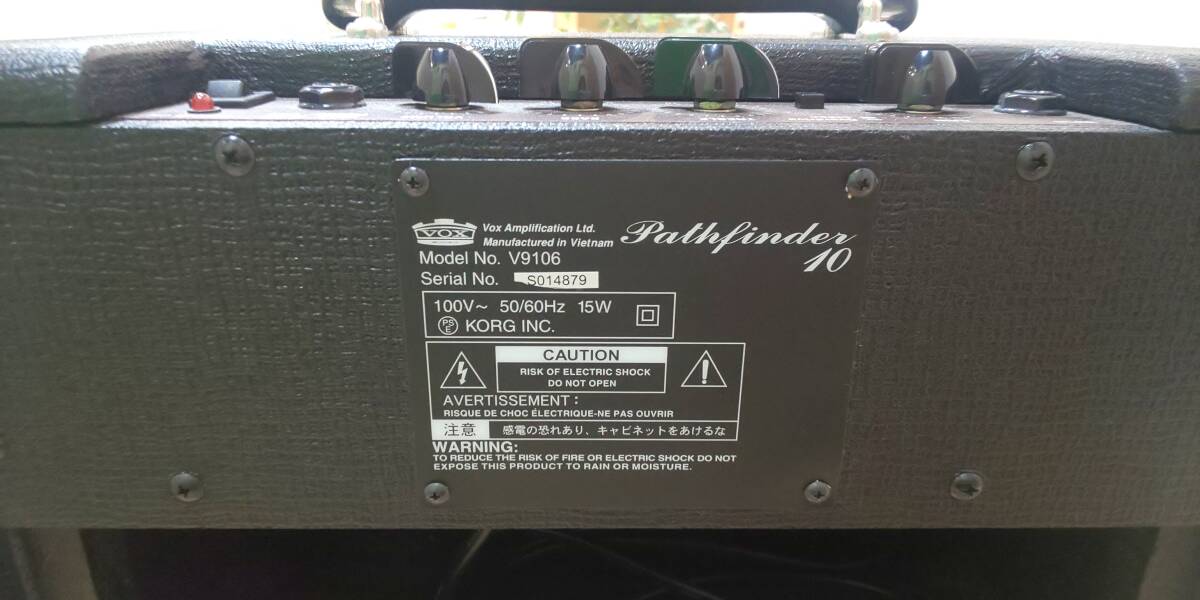 VOX
Vox Amplification Ltd.
Manufactured in Vietnam
Pathfinder
10
Model No. V9106
Serial No. S014879
100V~ 50/60Hz 15W
PS E KORG INC.
CAUTION
RISK OF ELECTRIC SHOCK
DO NOT OPEN
AVERTISSEMENT:
RISQUE DE CHOC ÉLECTRIQUE-NE PAS OUVRIR
注意 感電の恐れあり、キャビネットをあけるな
WARNING:
TO REDUCE THE RISK OF FIRE OR ELECTRIC SHOCK DO NOT
EXPOSE THIS PRODUCT TO RAIN OR MOISTURE.